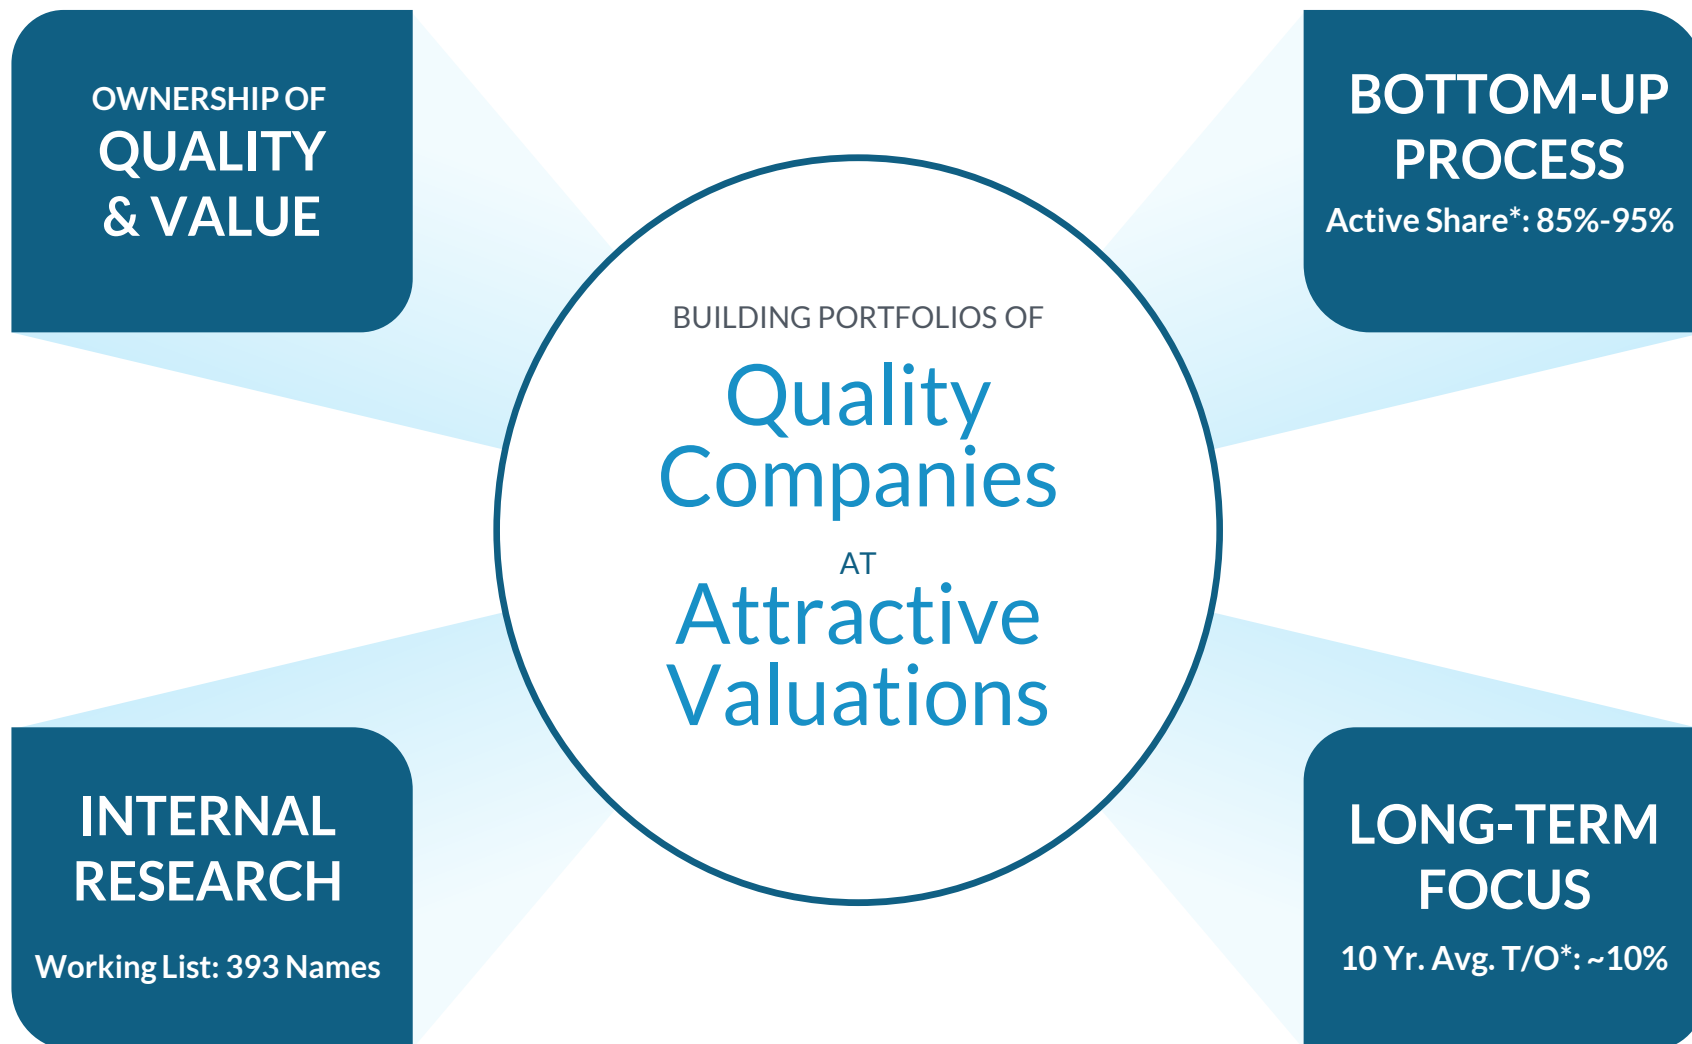 OWNERSHIP OF
QUALITY
& VALUE
BOTTOM-UP
PROCESS
Active Share*: 85%-95%
BUILDING PORTFOLIOS OF
Quality
Companies
AT
Attractive
Valuations
INTERNAL
RESEARCH
Working List: 393 Names
LONG-TERM
FOCUS
10 Yr. Avg. T/O*: ~10%